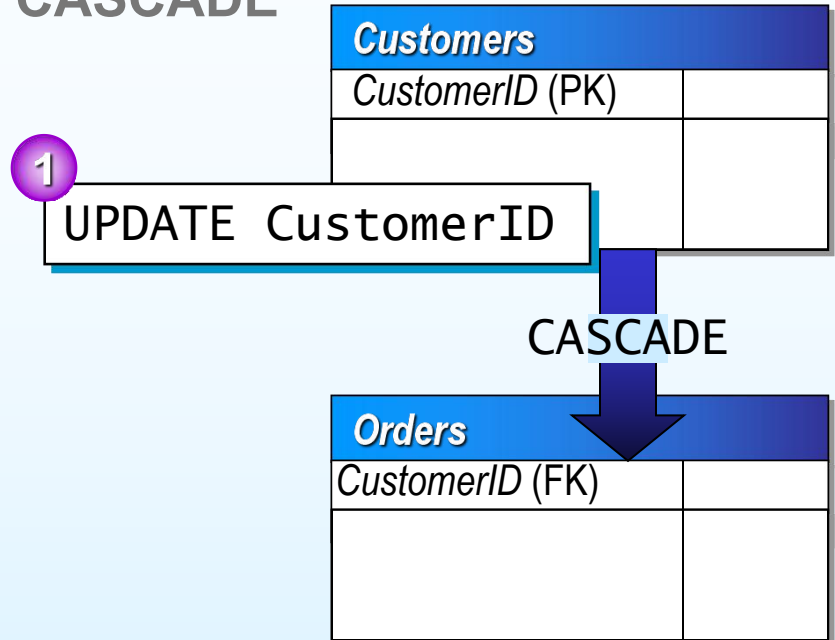 CASCADE
Customers
CustomerID (PK)
1
UPDATE CustomerID
CASCADE
Orders
CustomerID (FK)